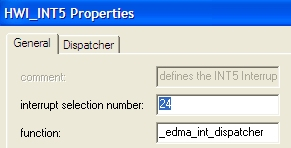 HWI_INT5 Properties
General Dispatcher
comment: defines the INT5 Interrup
interrupt selection number: 24
function: _edma_int_dispatcher